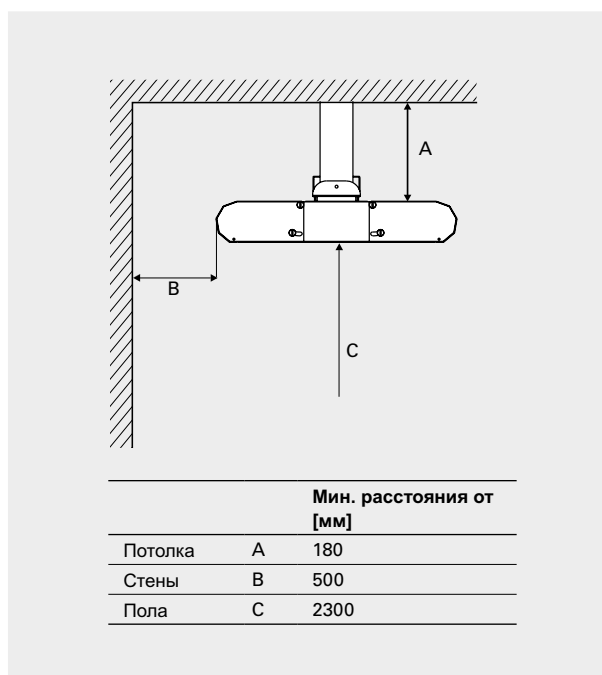 A
B
C
Мин. расстояния от
[мм]
Потолка A 180
Стены B 500
Пола C 2300